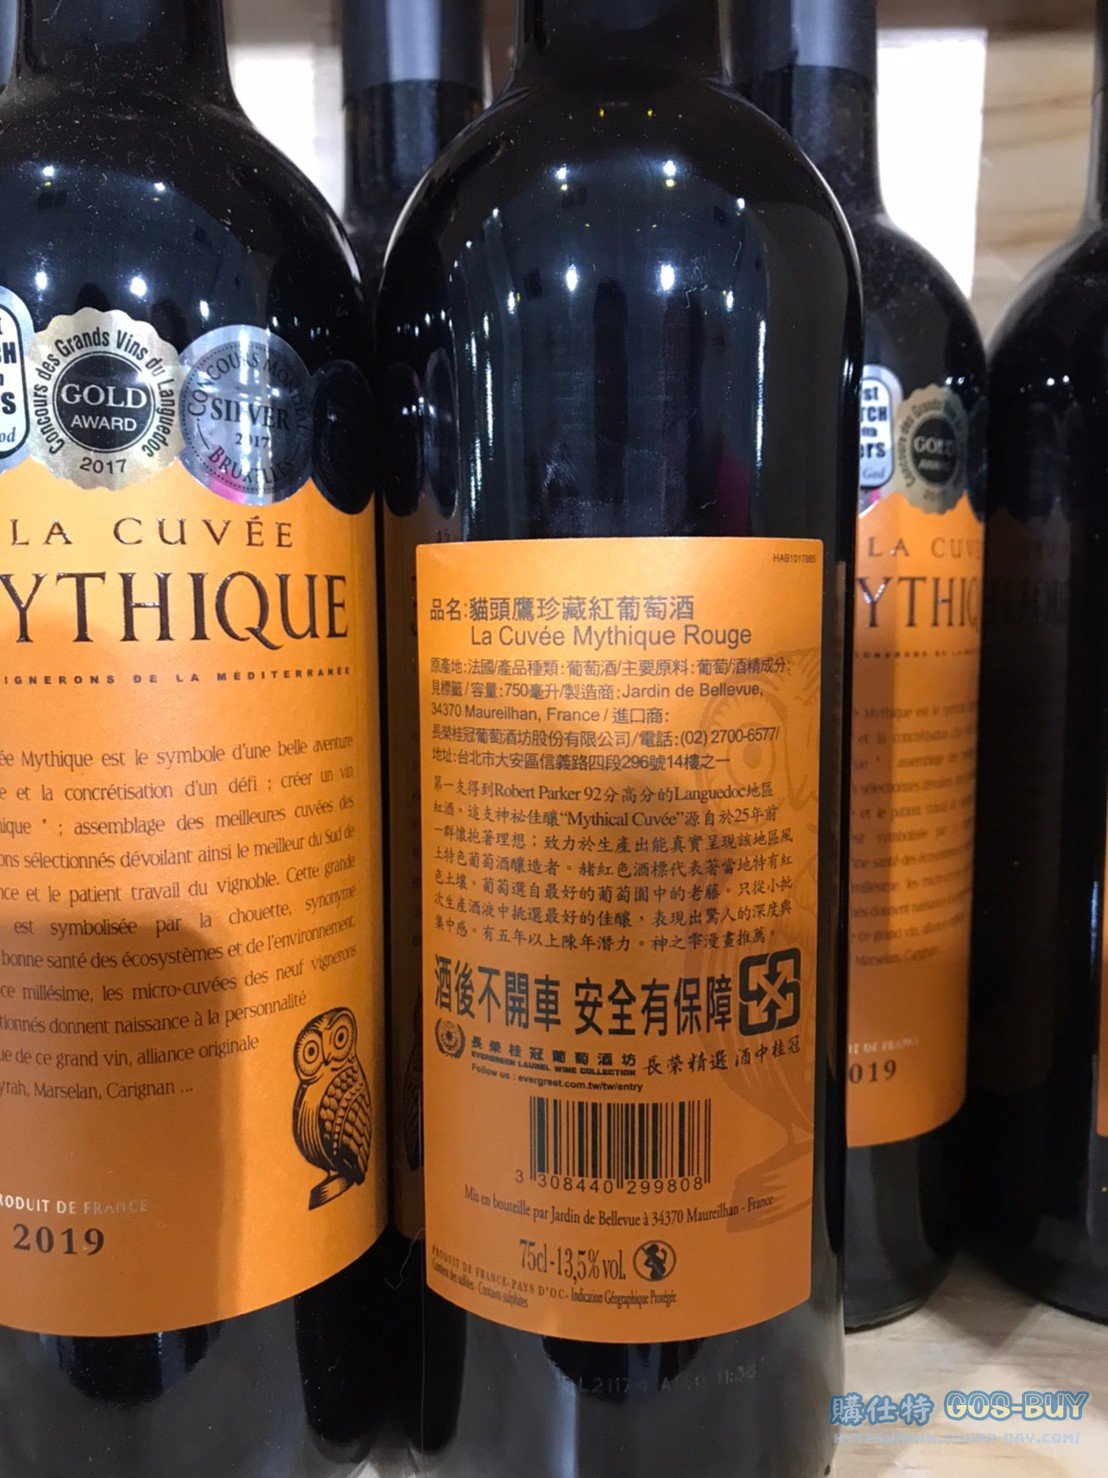 Concours des Grands Vins du Languedoc
GOLD
AWARD
2017
CONCOURS MONDIAL
SILVER
2017
BRUXELLES
LA CUVÉE
YTHIQUE
IGNERONS DE LA MÉDITERRANÉE
Mythique est le symbole d'une belle aventure
e et la concrétisation d'un défi ; créer un vin
; assemblage des meilleures cuvées des
ons sélectionnés dévoilant ainsi le meilleur du Sud de
nce et le patient travail du vignoble. Cette grande
est symbolisée par la chouette, synonyme
bonne santé des écosystèmes et de l'environnement.
ce millésime, les micro-cuvées des neuf vignerons
tionnés donnent naissance à la personnalité
ue de ce grand vin, alliance originale
yrah, Marselan, Carignan ...
RODUIT DE FRANCE
2019
HAB1017885
品名:貓頭鷹珍藏紅葡萄酒
La Cuvée Mythique Rouge
原產地:法國/產品種類:葡萄酒/主要原料:葡萄/酒精成分:
見標籤/容量:750毫升/製造商:Jardin de Bellevue,
34370 Maureilhan, France / 進口商:
長榮桂冠葡萄酒坊股份有限公司/電話:(02) 2700-6577/
地址:台北市大安區信義路四段296號14樓之一
第一支得到Robert Parker 92分高分的Languedoc地區
紅酒。這支神祕佳釀“Mythical Cuvée”源自於25年前
一群懷抱著理想；致力於生產出能真實呈現該地區風
土特色葡萄酒釀造者。赭紅色酒標代表著當地特有紅
色土壤。葡萄選自最好的葡萄園中的老藤。只從小批
次生產酒液中挑選最好的佳釀，表現出驚人的深度與
集中感。有五年以上陳年潛力。神之雫漫畫推薦。
酒後不開車 安全有保障
長榮桂冠葡萄酒坊 長榮精選 酒中桂冠
EVERGREEN LAUREL WINE COLLECTION
Follow us : evergreet.com.tw/tw/entry
3 308440 299808
Mis en bouteille par Jardin de Bellevue à 34370 Maureilhan - France
75cl-13,5% vol.
PRODUIT DE FRANCE-PAYS D'OC- Indication Géographique Protégée
Contient des sulfites - Contains sulphites
GOLD
LA CUV
YTHIQUE
2019
購仕特 GOS-BUY